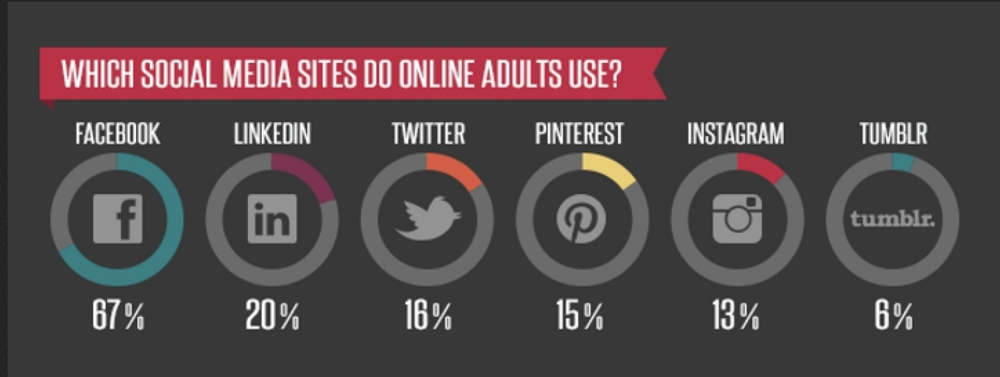 WHICH SOCIAL MEDIA SITES DO ONLINE ADULTS USE?
FACEBOOK LINKEDIN TWITTER PINTEREST INSTAGRAM TUMBLR
f in P tumblr.
67% 20% 16% 15% 13% 6%